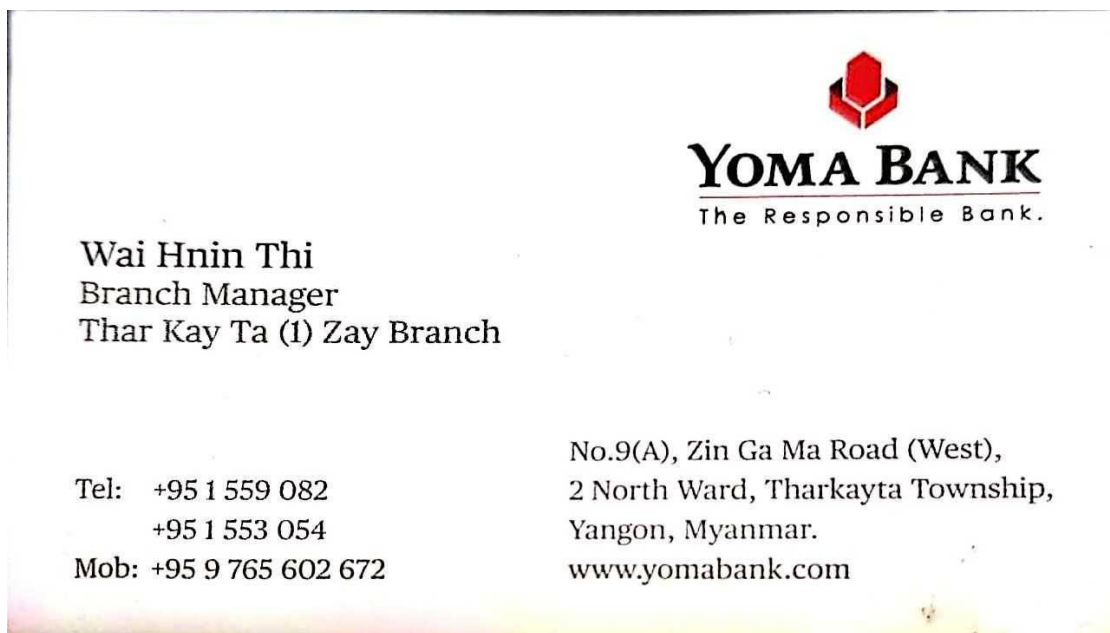 YOMA BANK
The Responsible Bank.
Wai Hnin Thi
Branch Manager
Thar Kay Ta (1) Zay Branch
Tel: +95 1 559 082
+95 1 553 054
Mob: +95 9 765 602 672
No.9(A), Zin Ga Ma Road (West),
2 North Ward, Tharkayta Township,
Yangon, Myanmar.
www.yomabank.com